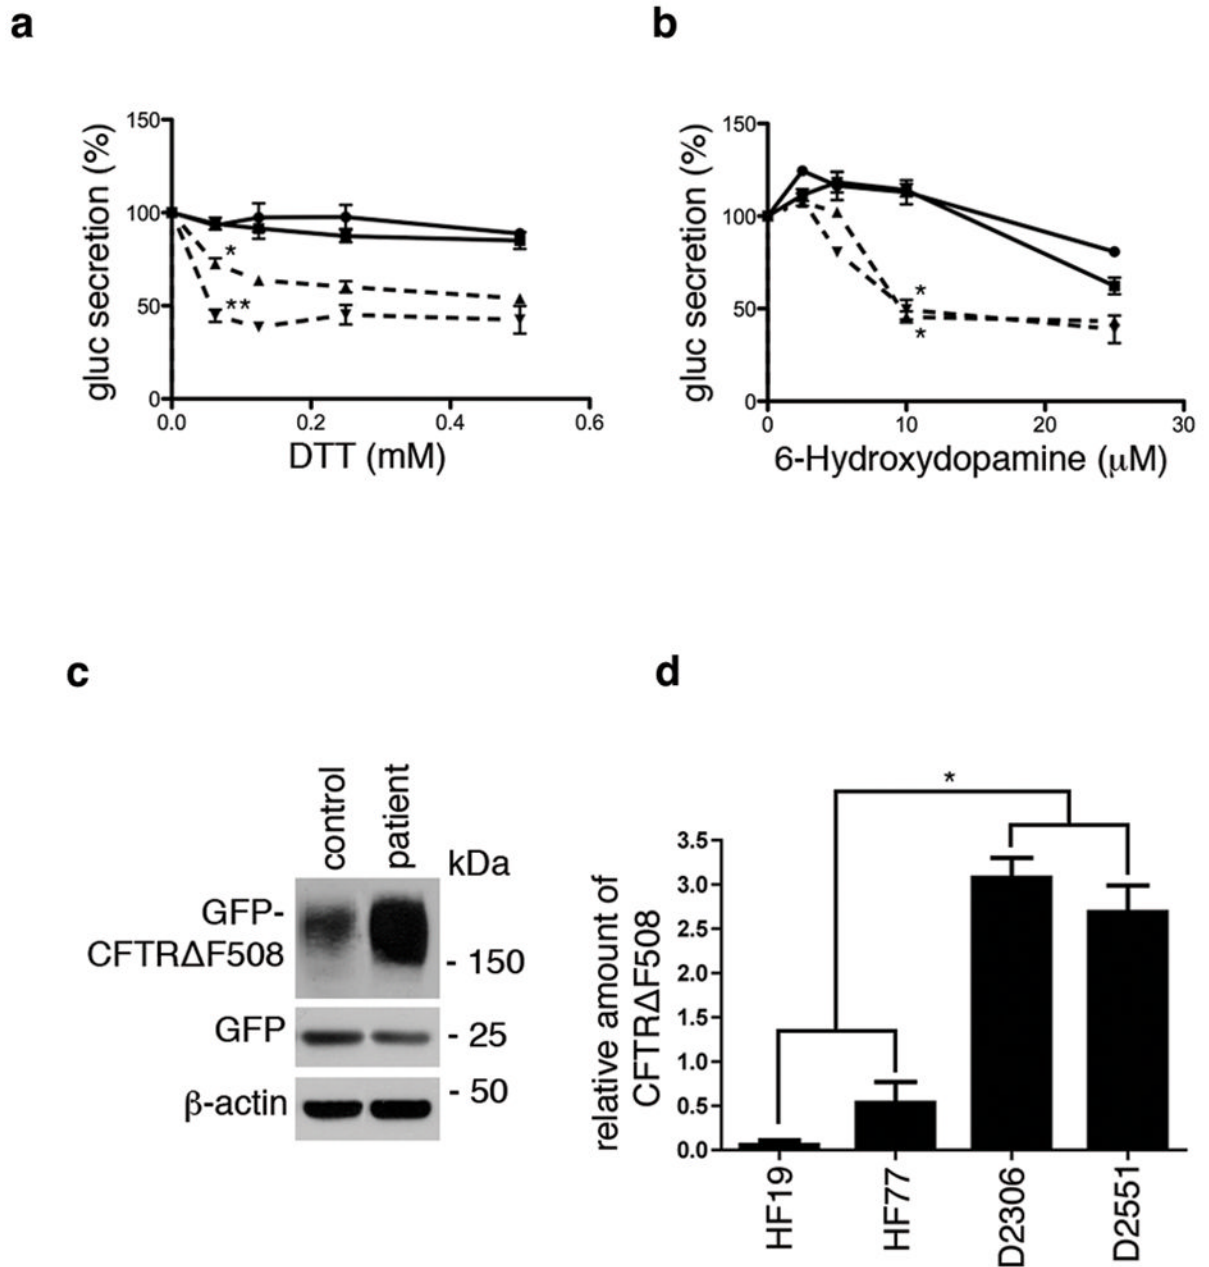 a
150
100
50
0
gluc secretion (%)
*
**
0.0 0.2 0.4 0.6
DTT (mM)
b
150
100
50
0
gluc secretion (%)
*
*
0 10 20 30
6-Hydroxydopamine (μM)
c
control
patient
kDa
GFP-
CFTRΔF508
- 150
GFP
- 25
- 50
β-actin
d
*
3.5
3.0
2.5
2.0
1.5
1.0
0.5
0.0
relative amount of
CFTRΔF508
HF19
HF77
D2306
D2551